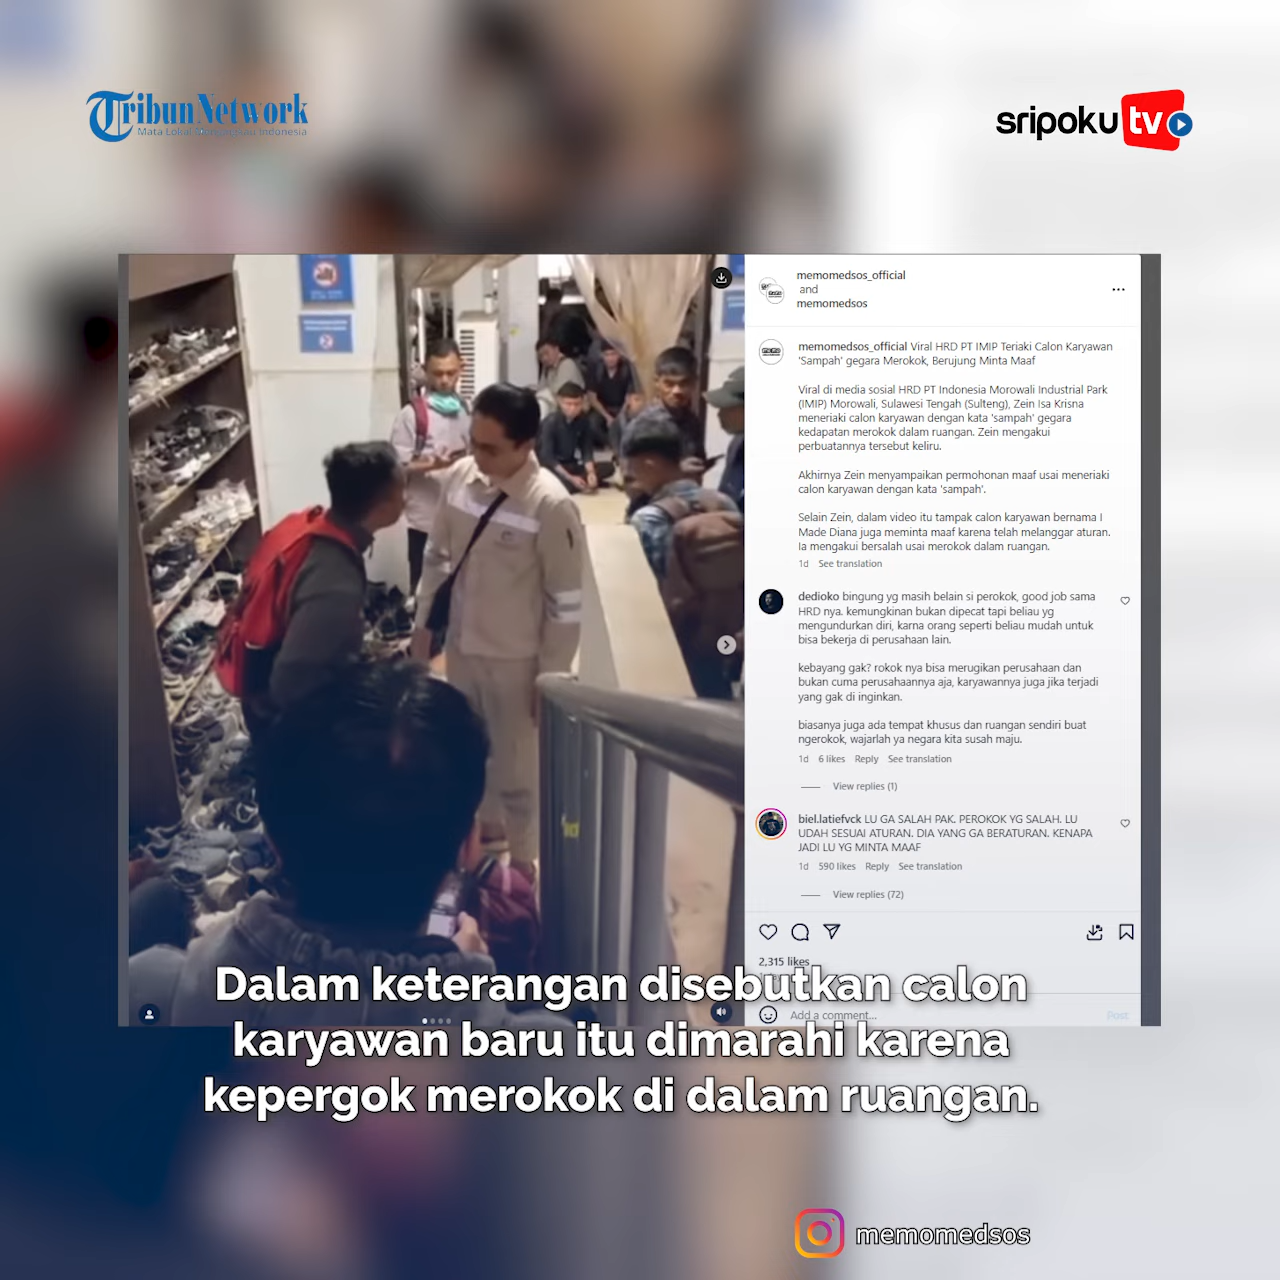 Tribun Network
Mata Lokal Menjangkau Indonesia
sripoku tv
memomedsos_official
and
memomedsos
memomedsos_official Viral HRD PT IMIP Teriaki Calon Karyawan
'Sampah' gegara Merokok, Berujung Minta Maaf
Viral di media sosial HRD PT Indonesia Morowali Industrial Park
(IMIP) Morowali, Sulawesi Tengah (Sulteng), Zein Isa Krisna
meneriaki calon karyawan dengan kata 'sampah' gegara
kedapatan merokok dalam ruangan. Zein mengakui
perbuatannya tersebut keliru.
Akhirnya Zein menyampaikan permohonan maaf usai meneriaki
calon karyawan dengan kata 'sampah'.
Selain Zein, dalam video itu tampak calon karyawan bernama I
Made Diana juga meminta maaf karena telah melanggar aturan.
Ia mengakui bersalah usai merokok dalam ruangan.
1d See translation
dedioko bingung yg masih belain si perokok, good job sama
HRD nya. kemungkinan bukan dipecat tapi beliau yg
mengundurkan diri, karna orang seperti beliau mudah untuk
bisa bekerja di perusahaan lain.
kebayang gak? rokok nya bisa merugikan perusahaan dan
bukan cuma perusahaannya aja, karyawannya juga jika terjadi
yang gak di inginkan.
biasanya juga ada tempat khusus dan ruangan sendiri buat
ngerokok, wajarlah ya negara kita susah maju.
1d 6 likes Reply See translation
View replies (1)
biel.latiefvck LU GA SALAH PAK. PEROKOK YG SALAH. LU
UDAH SESUAI ATURAN. DIA YANG GA BERATURAN. KENAPA
JADI LU YG MINTA MAAF
1d 590 likes Reply See translation
View replies (72)
2,315 likes
Add a comment...
Post
Dalam keterangan disebutkan calon
karyawan baru itu dimarahi karena
kepergok merokok di dalam ruangan.
memomedsos